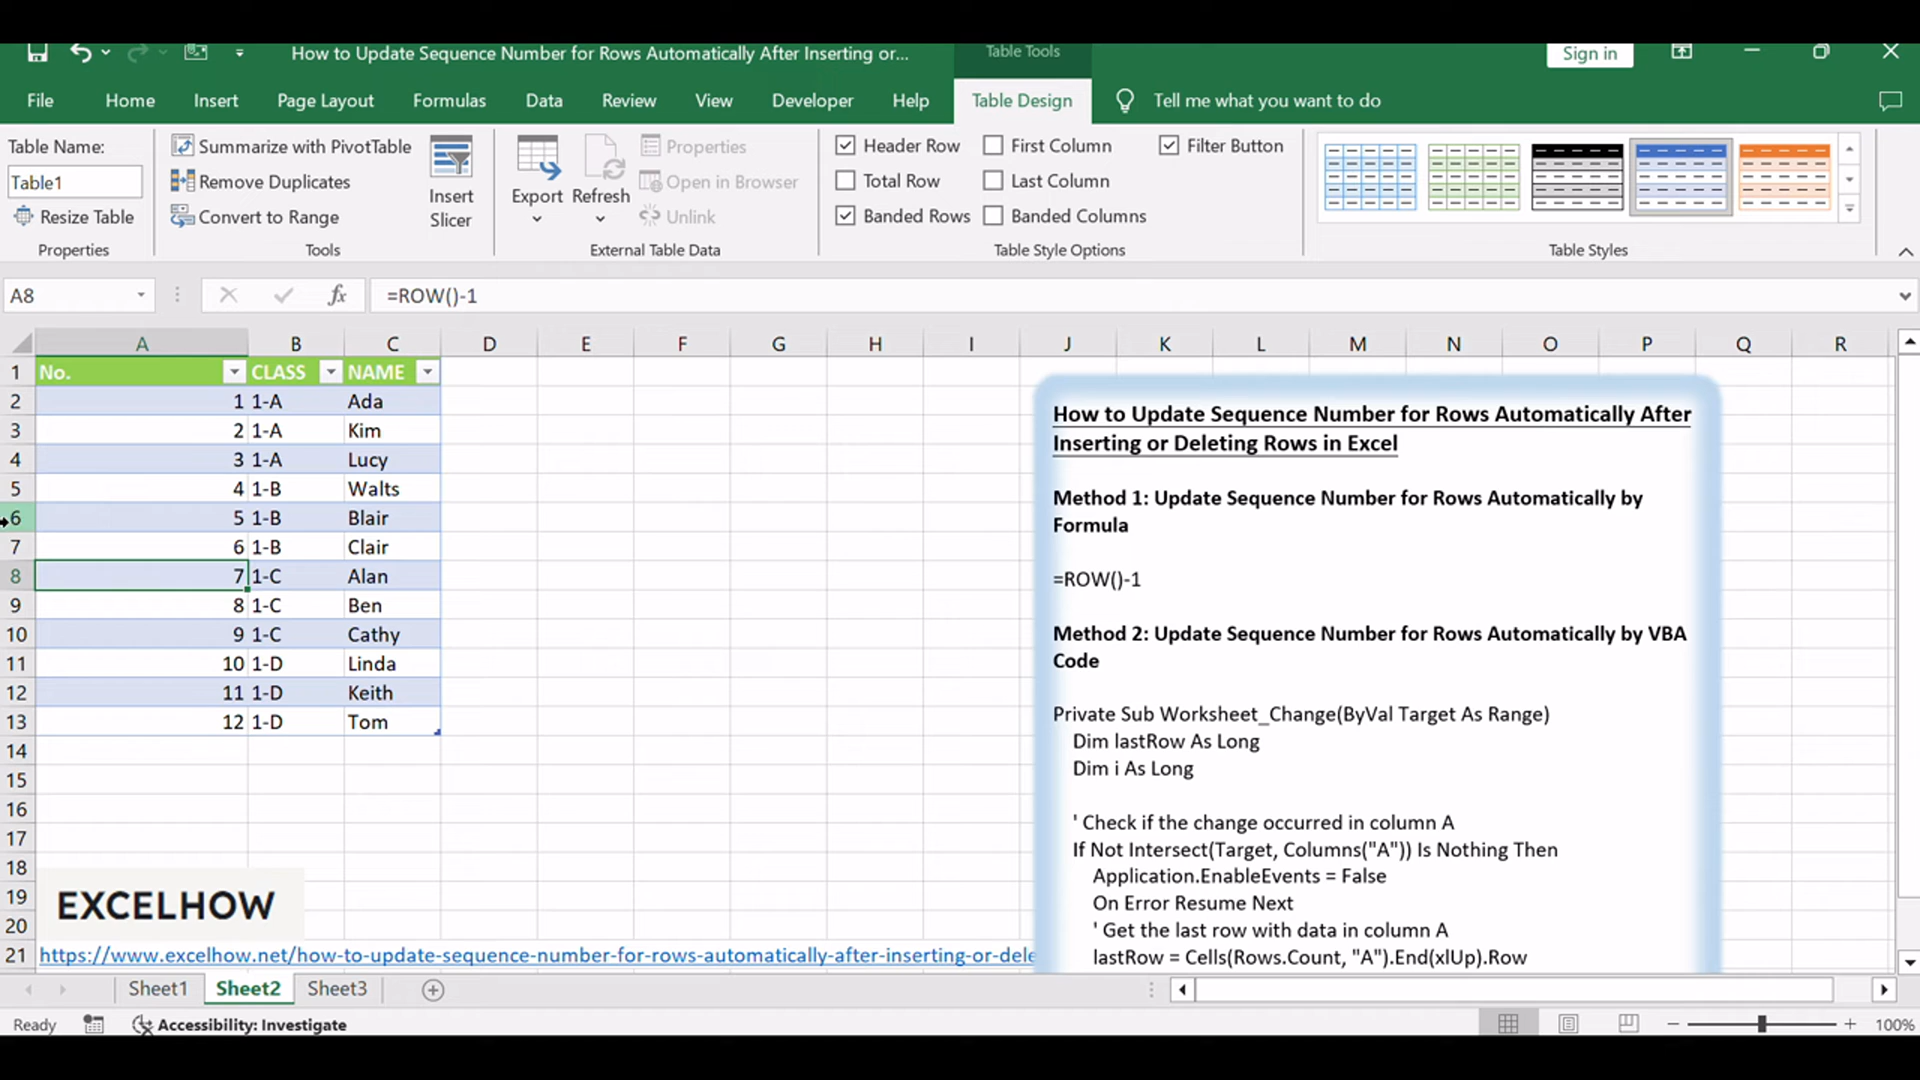 How to Update Sequence Number for Rows Automatically After Inserting or...
Table Tools
Sign in
File Home Insert Page Layout Formulas Data Review View Developer Help Table Design Tell me what you want to do
Table Name:
Table1
Resize Table
Properties
Summarize with PivotTable
Remove Duplicates
Convert to Range
Tools
Insert
Slicer
Export
Refresh
Properties
Open in Browser
Unlink
External Table Data
Header Row
First Column
Filter Button
Total Row
Last Column
Banded Rows
Banded Columns
Table Style Options
Table Styles
A8
fx
=ROW()-1
A B C D E F G H I J K L M N O P Q R
1 No. CLASS NAME
2 1 1-A Ada
3 2 1-A Kim
4 3 1-A Lucy
5 4 1-B Walts
6 5 1-B Blair
7 6 1-B Clair
8 7 1-C Alan
9 8 1-C Ben
10 9 1-C Cathy
11 10 1-D Linda
12 11 1-D Keith
13 12 1-D Tom
14
15
16
17
18
19
20
21 https://www.excelhow.net/how-to-update-sequence-number-for-rows-automatically-after-inserting-or-dele
EXCELHOW
How to Update Sequence Number for Rows Automatically After
Inserting or Deleting Rows in Excel
Method 1: Update Sequence Number for Rows Automatically by
Formula
=ROW()-1
Method 2: Update Sequence Number for Rows Automatically by VBA
Code
Private Sub Worksheet_Change(ByVal Target As Range)
Dim lastRow As Long
Dim i As Long
' Check if the change occurred in column A
If Not Intersect(Target, Columns("A")) Is Nothing Then
Application.EnableEvents = False
On Error Resume Next
' Get the last row with data in column A
lastRow = Cells(Rows.Count, "A").End(xlUp).Row
Sheet1 Sheet2 Sheet3
Ready
Accessibility: Investigate
100%